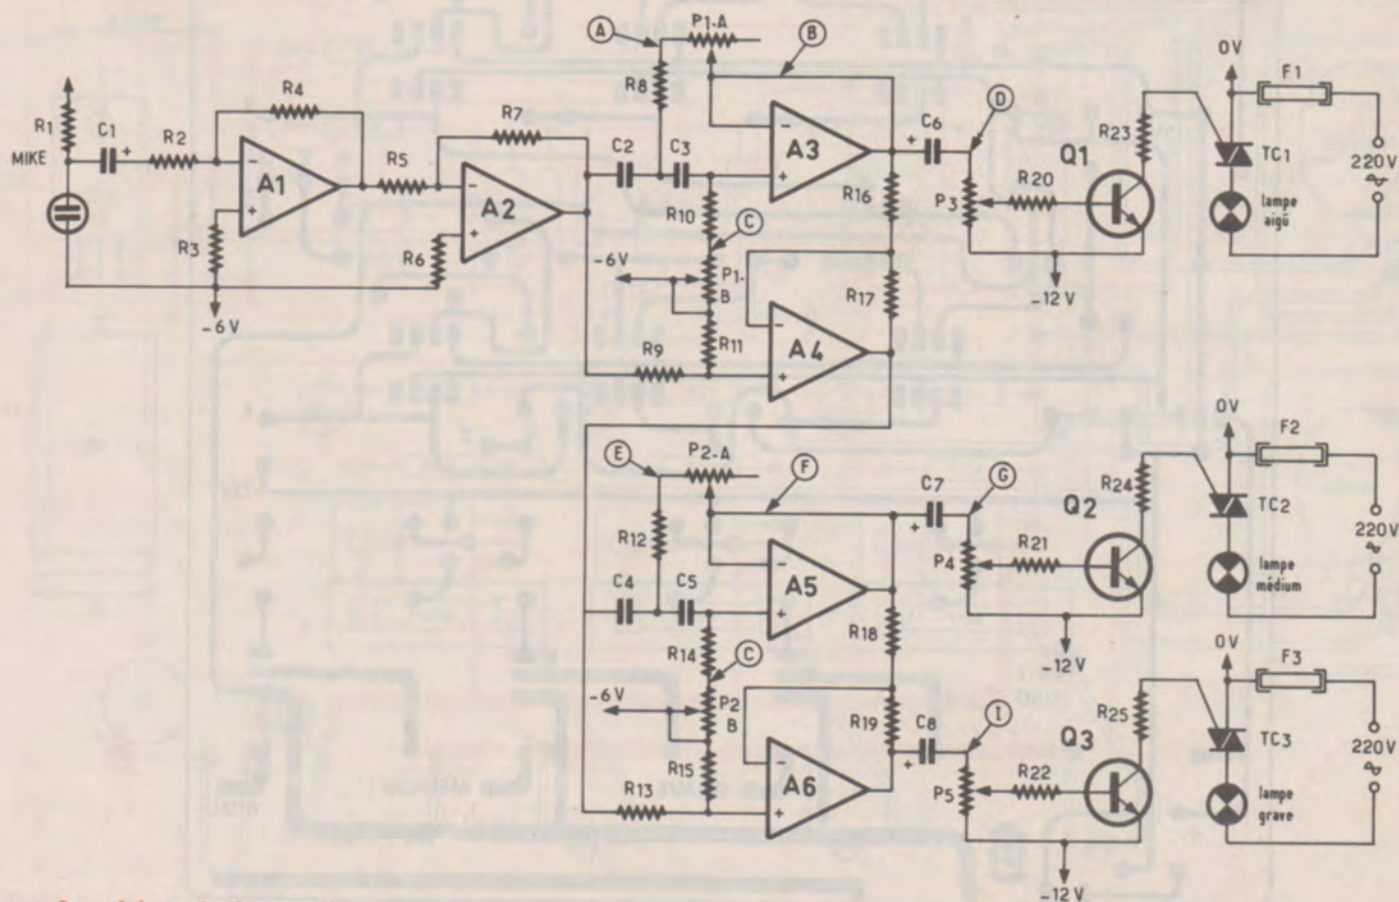 R1
MIKE
C1
+
R2
R3
R4
-
+
A1
-6V
R5
R6
R7
-
+
A2
C2
C3
A
R8
P1-A
B
R10
C
-6V
P1-
B
R11
R9
-
+
A3
-
+
A4
R16
R17
C6
+
D
P3
R20
Q1
R23
-12V
0V
F1
TC1
lampe
aigü
220V
E
P2-A
F
R12
C4
C5
R14
C
-6V
P2
B
R15
R13
-
+
A5
-
+
A6
R18
R19
C7
+
G
P4
R21
Q2
R24
-12V
0V
F2
TC2
lampe
médium
220V
C8
+
I
P5
R22
Q3
R25
-12V
0V
F3
TC3
lampe
grave
220V